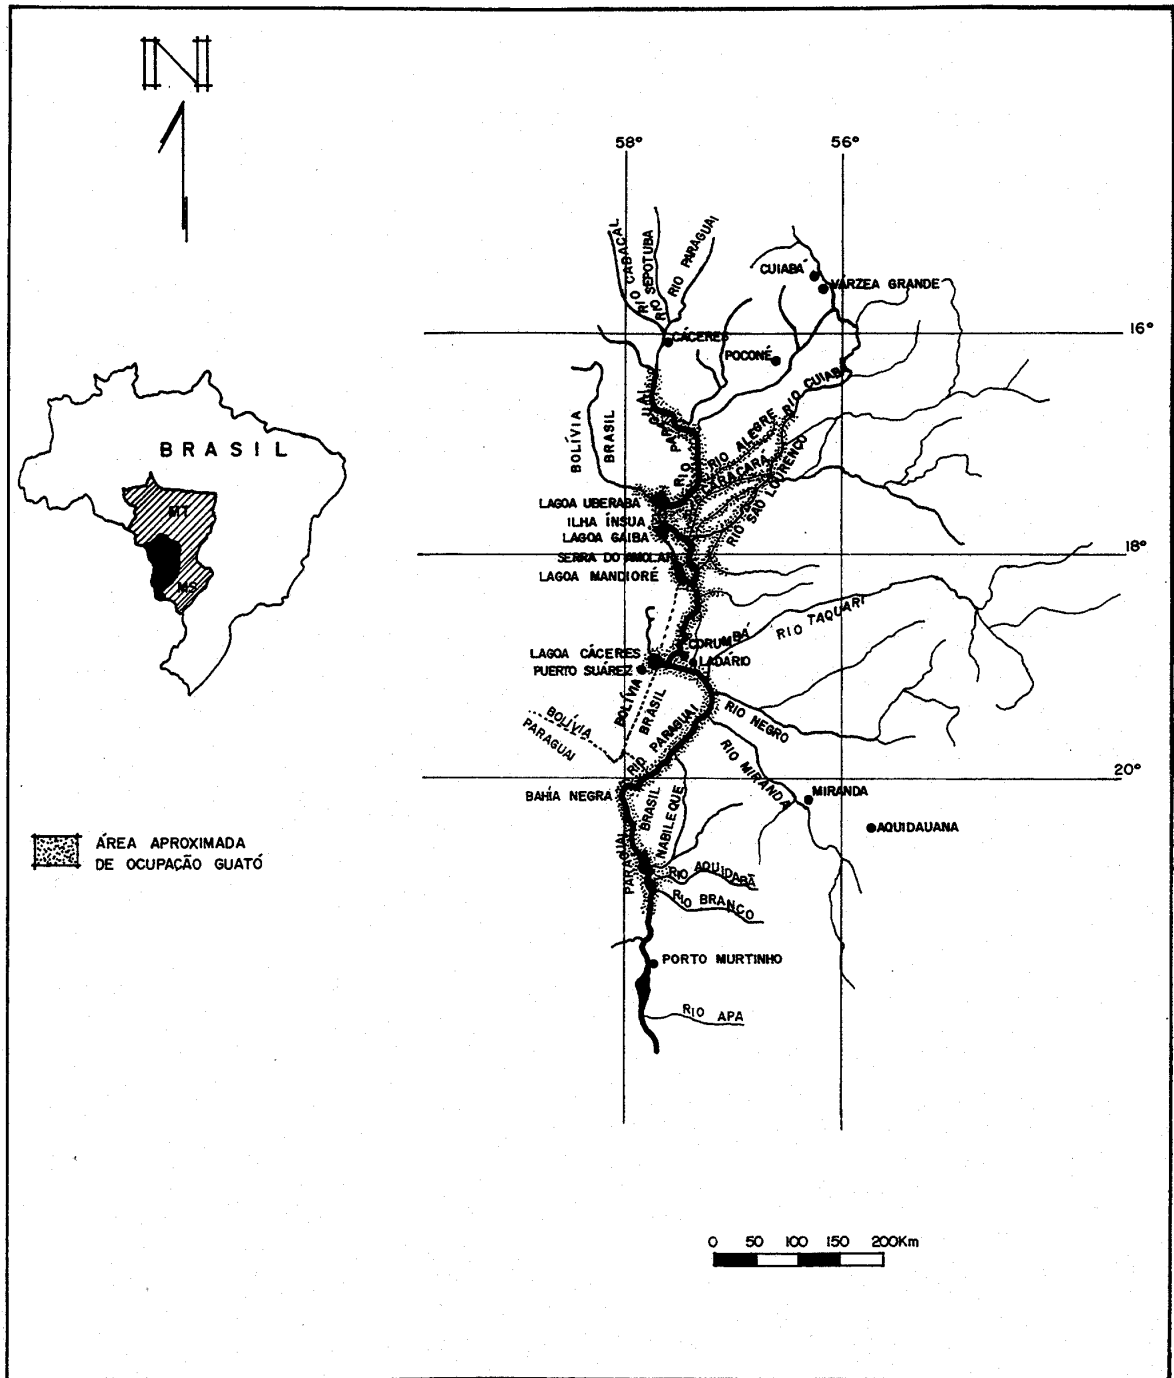 N
58°
56°
RIO CABAÇAL
RIO SEPOTUBA
RIO PARAGUAI
CUIABÁ
VÁRZEA GRANDE
16°
CÁCERES
POCONÉ
RIO CUIABÁ
BOLÍVIA
BRASIL
RIO PARAGUAI
RIO ALEGRE
CARACARÁ
RIO SÃO LOURENÇO
BRASIL
MT
MS
LAGOA UBERABA
ILHA ÍNSUA
LAGOA GAÍBA
SERRA DO AMOLAR
18°
LAGOA MANDIORÉ
RIO TAQUARI
CORUMBÁ
LAGOA CÁCERES
LADÁRIO
PUERTO SUÁREZ
BOLÍVIA
BRASIL
BOLÍVIA
PARAGUAI
RIO PARAGUAI
RIO NEGRO
RIO MIRANDA
20°
BAHÍA NEGRA
MIRANDA
AQUIDAUANA
BRASIL
NABILEQUE
PARAGUAI
ÁREA APROXIMADA
DE OCUPAÇÃO GUATÓ
RIO AQUIDABÃ
RIO BRANCO
PORTO MURTINHO
RIO APA
0 50 100 150 200Km